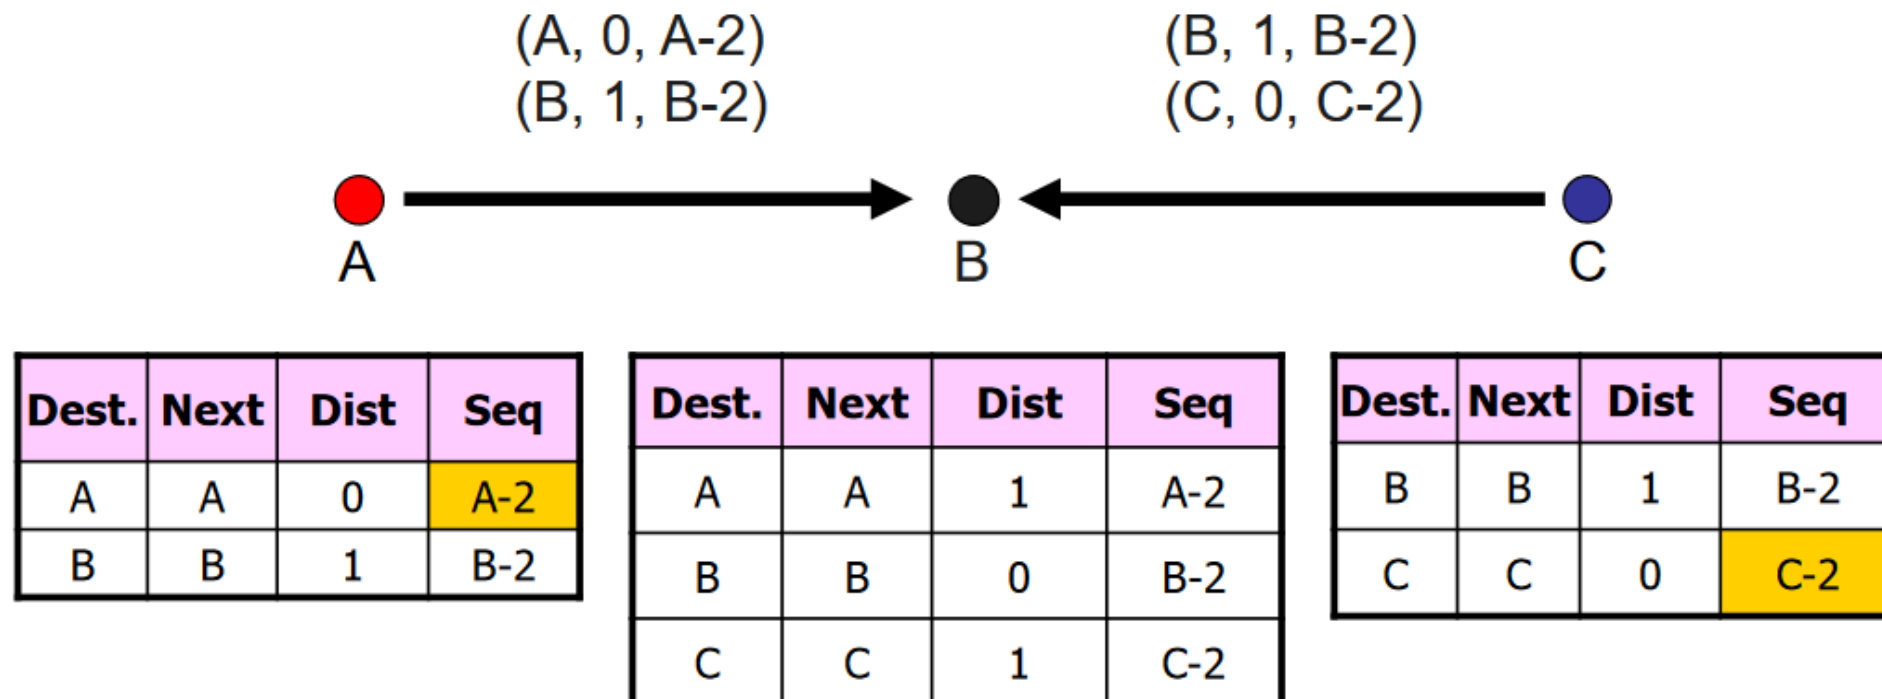 (A, 0, A-2)
(B, 1, B-2)
(B, 1, B-2)
(C, 0, C-2)
A
B
C
Dest. Next Dist Seq
A A 0 A-2
B B 1 B-2
Dest. Next Dist Seq
A A 1 A-2
B B 0 B-2
C C 1 C-2
Dest. Next Dist Seq
B B 1 B-2
C C 0 C-2